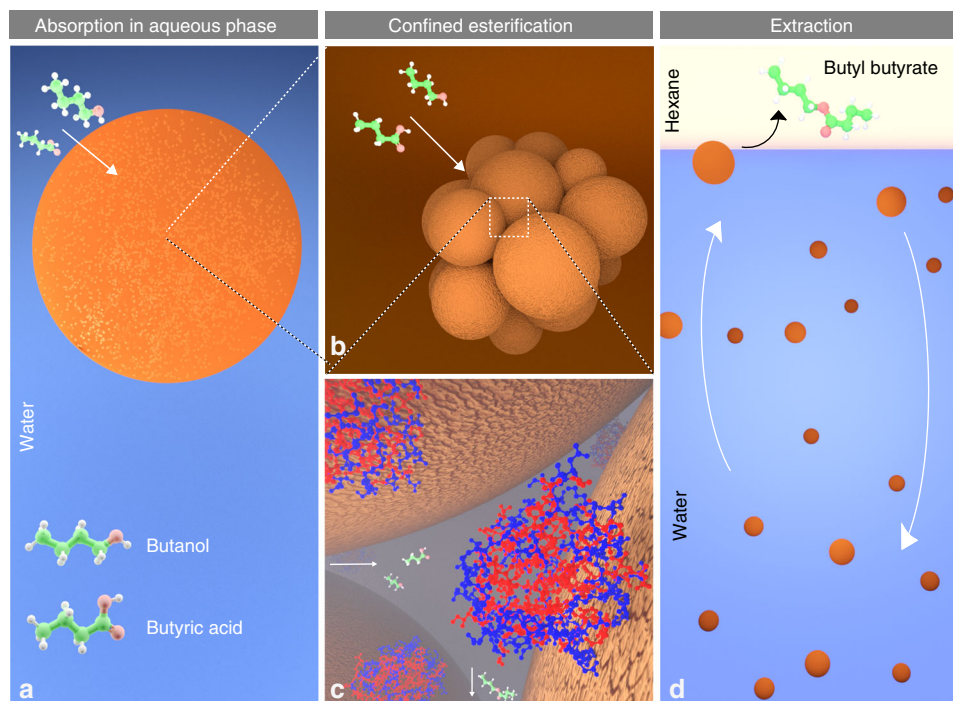 Absorption in aqueous phase
Water
Butanol
Butyric acid
a
Confined esterification
b
c
Extraction
Hexane
Butyl butyrate
Water
d